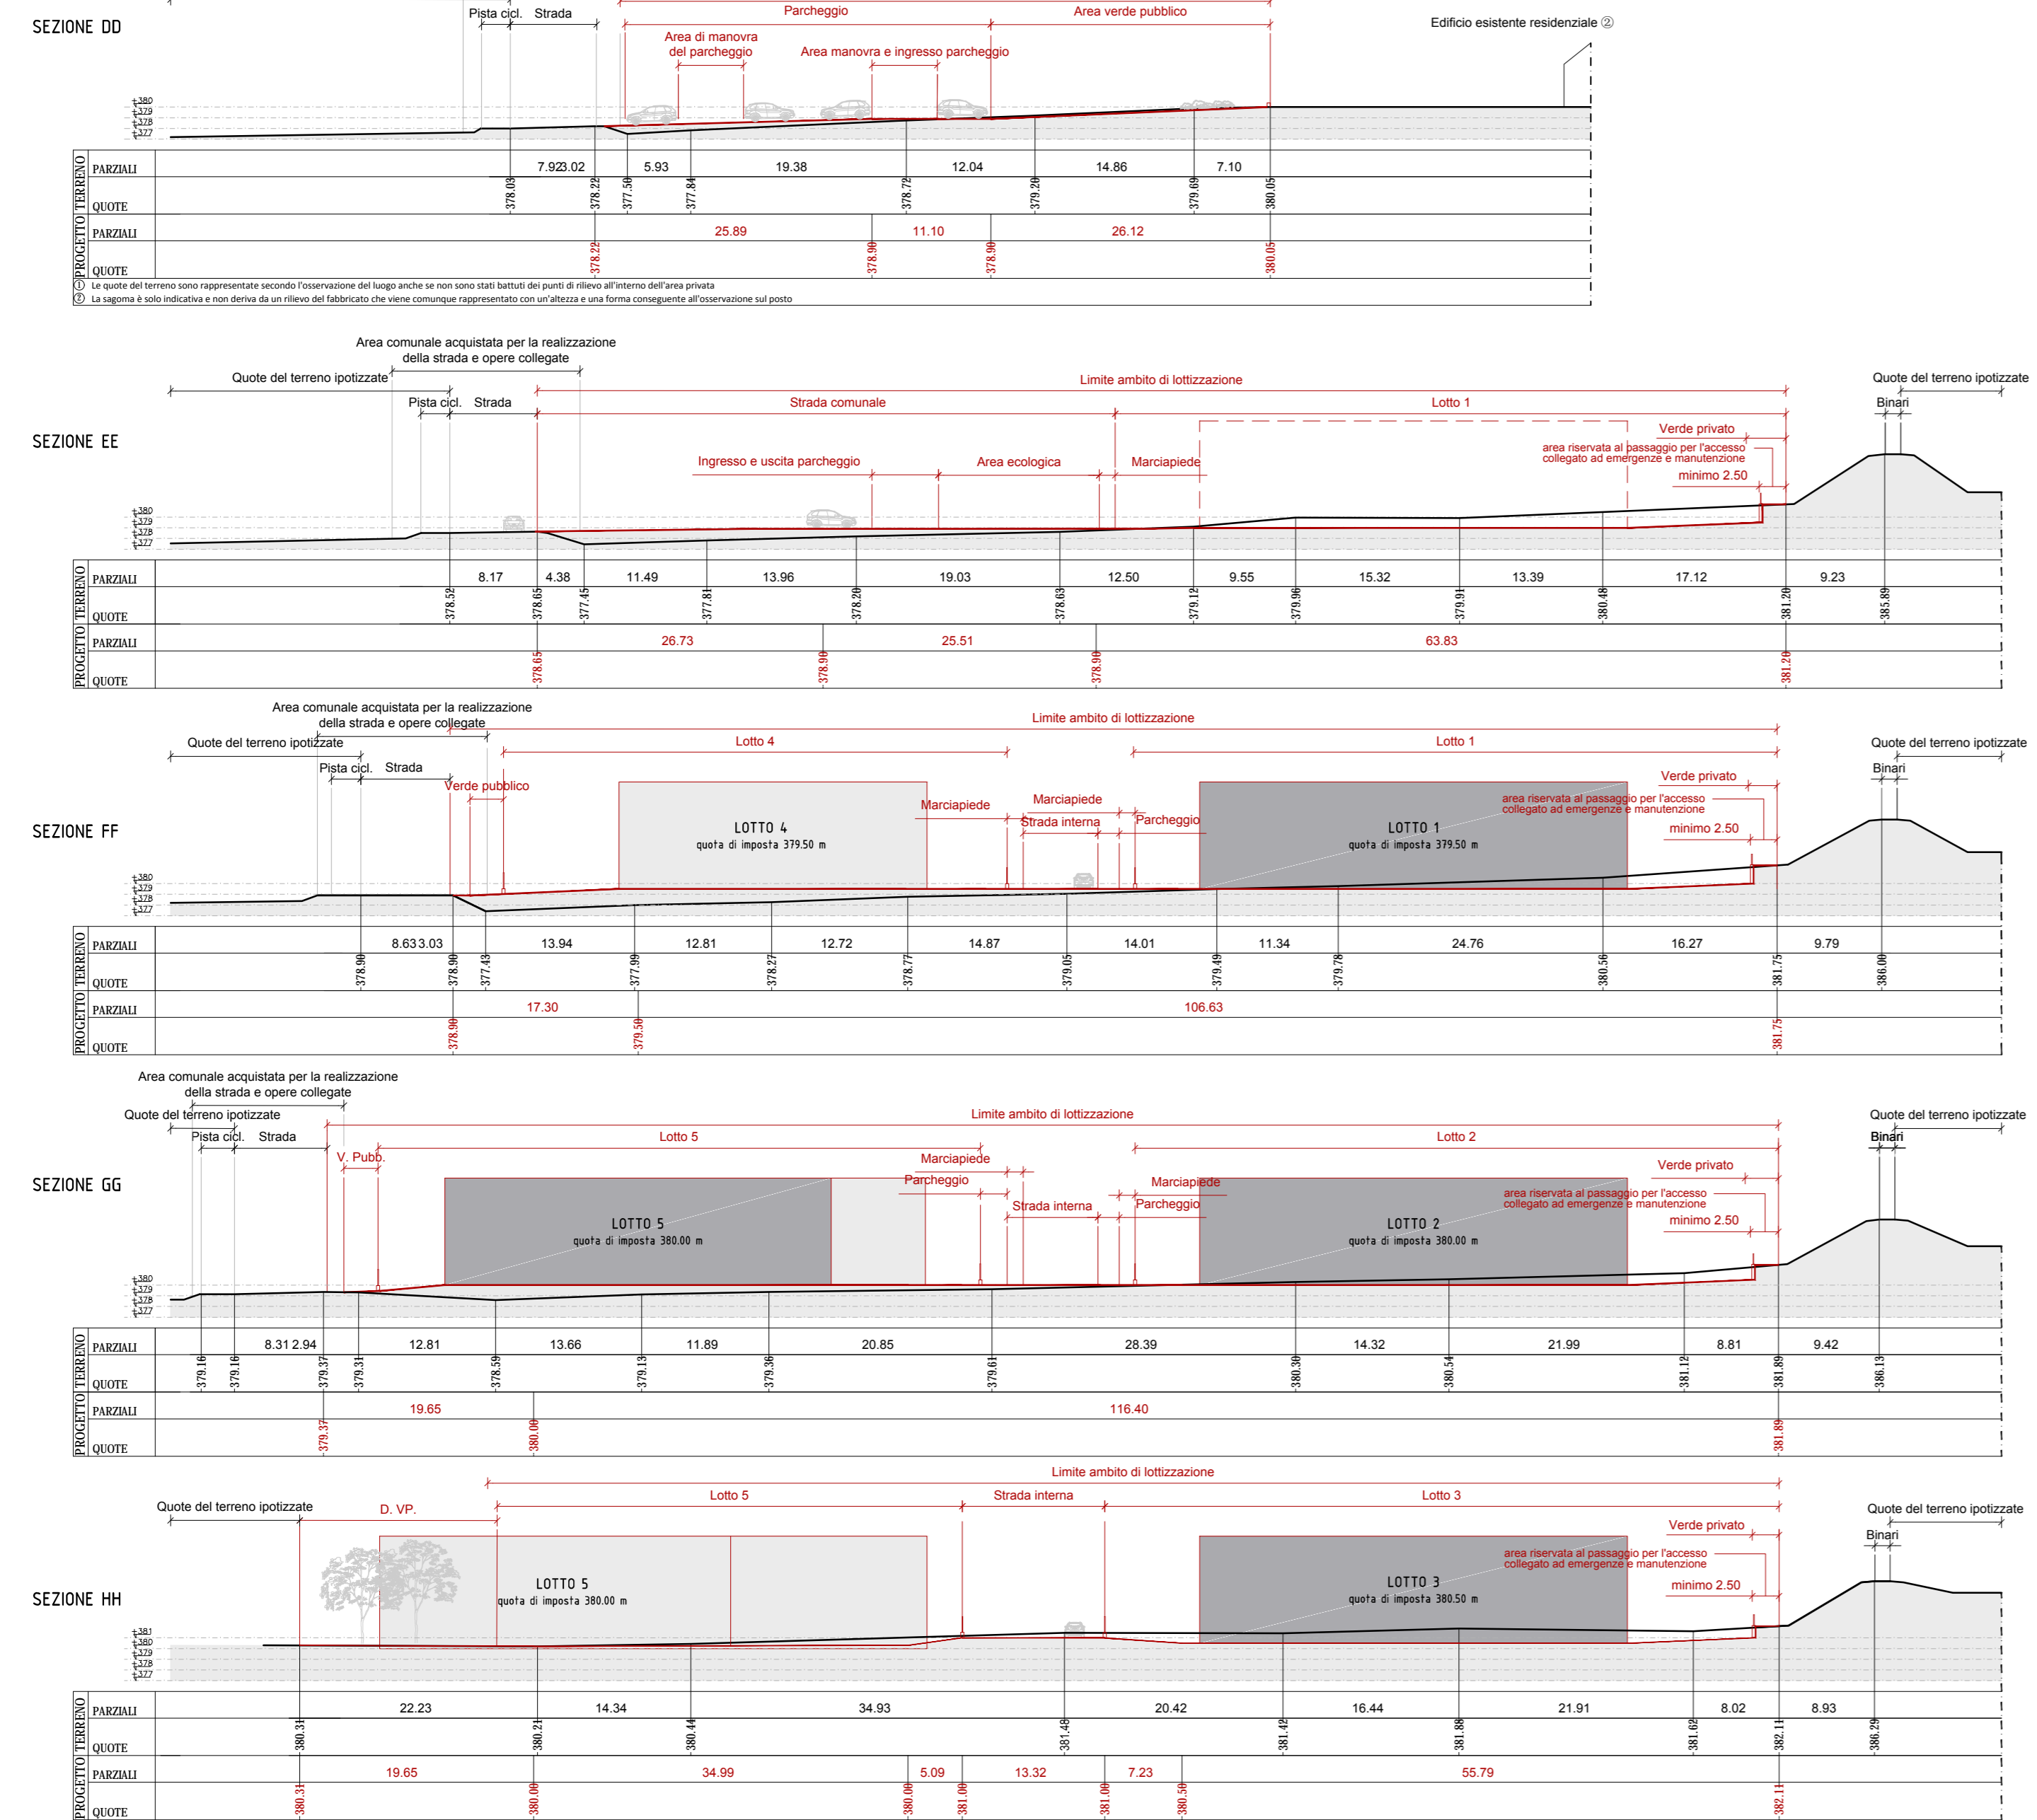 SEZIONE DD
Pista cicl. Strada
Parcheggio
Area verde pubblico
Edificio esistente residenziale ②
Area di manovra
del parcheggio
Area manovra e ingresso parcheggio
+380
+379
+378
+377
TERRENO
PARZIALI
7.92 3.02 5.93 19.38 12.04 14.86 7.10
QUOTE
378.03 378.22 377.50 377.84 378.72 379.20 379.69 380.05
PROGETTO
PARZIALI
25.89 11.10 26.12
QUOTE
378.22 378.90 378.90 380.05
① Le quote del terreno sono rappresentate secondo l'osservazione del luogo anche se non sono stati battuti dei punti di rilievo all'interno dell'area privata
② La sagoma è solo indicativa e non deriva da un rilievo del fabbricato che viene comunque rappresentato con un'altezza e una forma conseguente all'osservazione sul posto
SEZIONE EE
Area comunale acquistata per la realizzazione
della strada e opere collegate
Quote del terreno ipotizzate
Limite ambito di lottizzazione
Quote del terreno ipotizzate
Pista cicl. Strada
Strada comunale
Lotto 1
Binari
Verde privato
area riservata al passaggio per l'accesso
collegato ad emergenze e manutenzione
Ingresso e uscita parcheggio
Area ecologica
Marciapiede
minimo 2.50
+380
+379
+378
+377
TERRENO
PARZIALI
8.17 4.38 11.49 13.96 19.03 12.50 9.55 15.32 13.39 17.12 9.23
QUOTE
378.52 378.65 377.45 377.81 378.20 378.63 379.12 379.96 379.91 380.48 381.20 385.89
PROGETTO
PARZIALI
26.73 25.51 63.83
QUOTE
378.65 378.90 378.90 381.20
SEZIONE FF
Area comunale acquistata per la realizzazione
della strada e opere collegate
Limite ambito di lottizzazione
Quote del terreno ipotizzate
Lotto 4
Lotto 1
Quote del terreno ipotizzate
Pista cicl. Strada
Binari
Verde pubblico
Verde privato
Marciapiede
Marciapiede
area riservata al passaggio per l'accesso
collegato ad emergenze e manutenzione
Strada interna
Parcheggio
minimo 2.50
LOTTO 4
quota di imposta 379.50 m
LOTTO 1
quota di imposta 379.50 m
+380
+379
+378
+377
TERRENO
PARZIALI
8.63 3.03 13.94 12.81 12.72 14.87 14.01 11.34 24.76 16.27 9.79
QUOTE
378.90 378.90 377.43 377.99 378.27 378.77 379.05 379.49 379.78 380.56 381.75 386.00
PROGETTO
PARZIALI
17.30 106.63
QUOTE
378.90 379.50 381.75
SEZIONE GG
Area comunale acquistata per la realizzazione
della strada e opere collegate
Quote del terreno ipotizzate
Limite ambito di lottizzazione
Quote del terreno ipotizzate
Pista cicl. Strada
Lotto 5
Lotto 2
Binari
V. Pubb.
Marciapiede
Verde privato
Parcheggio
Marciapiede
area riservata al passaggio per l'accesso
collegato ad emergenze e manutenzione
Strada interna
Parcheggio
minimo 2.50
LOTTO 5
quota di imposta 380.00 m
LOTTO 2
quota di imposta 380.00 m
+380
+379
+378
+377
TERRENO
PARZIALI
8.31 2.94 12.81 13.66 11.89 20.85 28.39 14.32 21.99 8.81 9.42
QUOTE
379.16 379.16 379.37 379.31 378.59 379.13 379.36 379.61 380.30 380.54 381.12 381.89 386.13
PROGETTO
PARZIALI
19.65 116.40
QUOTE
379.37 380.00 381.89
SEZIONE HH
Limite ambito di lottizzazione
Quote del terreno ipotizzate
D. VP.
Lotto 5
Strada interna
Lotto 3
Quote del terreno ipotizzate
Verde privato
Binari
area riservata al passaggio per l'accesso
collegato ad emergenze e manutenzione
minimo 2.50
LOTTO 5
quota di imposta 380.00 m
LOTTO 3
quota di imposta 380.50 m
+381
+380
+379
+378
+377
TERRENO
PARZIALI
22.23 14.34 34.93 20.42 16.44 21.91 8.02 8.93
QUOTE
380.31 380.21 380.44 381.48 381.42 381.88 381.62 382.11 386.29
PROGETTO
PARZIALI
19.65 34.99 5.09 13.32 7.23 55.79
QUOTE
380.31 380.00 380.00 381.00 381.00 380.50 382.11